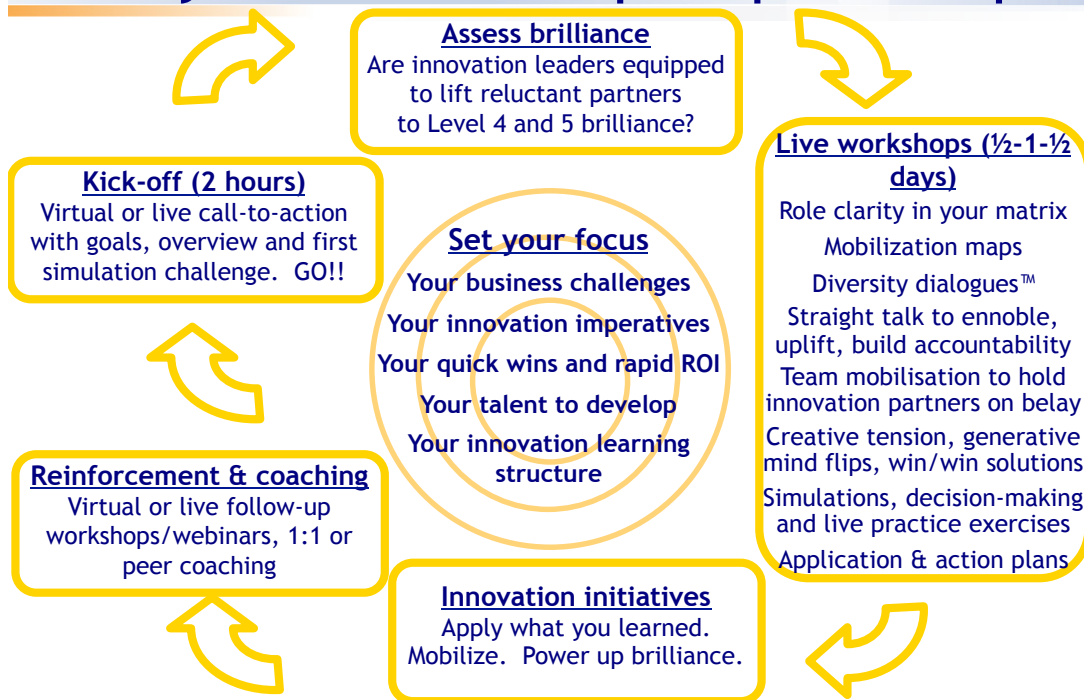 Assess brilliance
Are innovation leaders equipped
to lift reluctant partners
to Level 4 and 5 brilliance?
Live workshops (½-1-½
days)
Role clarity in your matrix
Mobilization maps
Diversity dialogues™
Straight talk to ennoble,
uplift, build accountability
Team mobilisation to hold
innovation partners on belay
Creative tension, generative
mind flips, win/win solutions
Simulations, decision-making
and live practice exercises
Application & action plans
Kick-off (2 hours)
Virtual or live call-to-action
with goals, overview and first
simulation challenge.  GO!!
Set your focus
Your business challenges
Your innovation imperatives
Your quick wins and rapid ROI
Your talent to develop
Your innovation learning
structure
Reinforcement & coaching
Virtual or live follow-up
workshops/webinars, 1:1 or
peer coaching
Innovation initiatives
Apply what you learned.
Mobilize.  Power up brilliance.